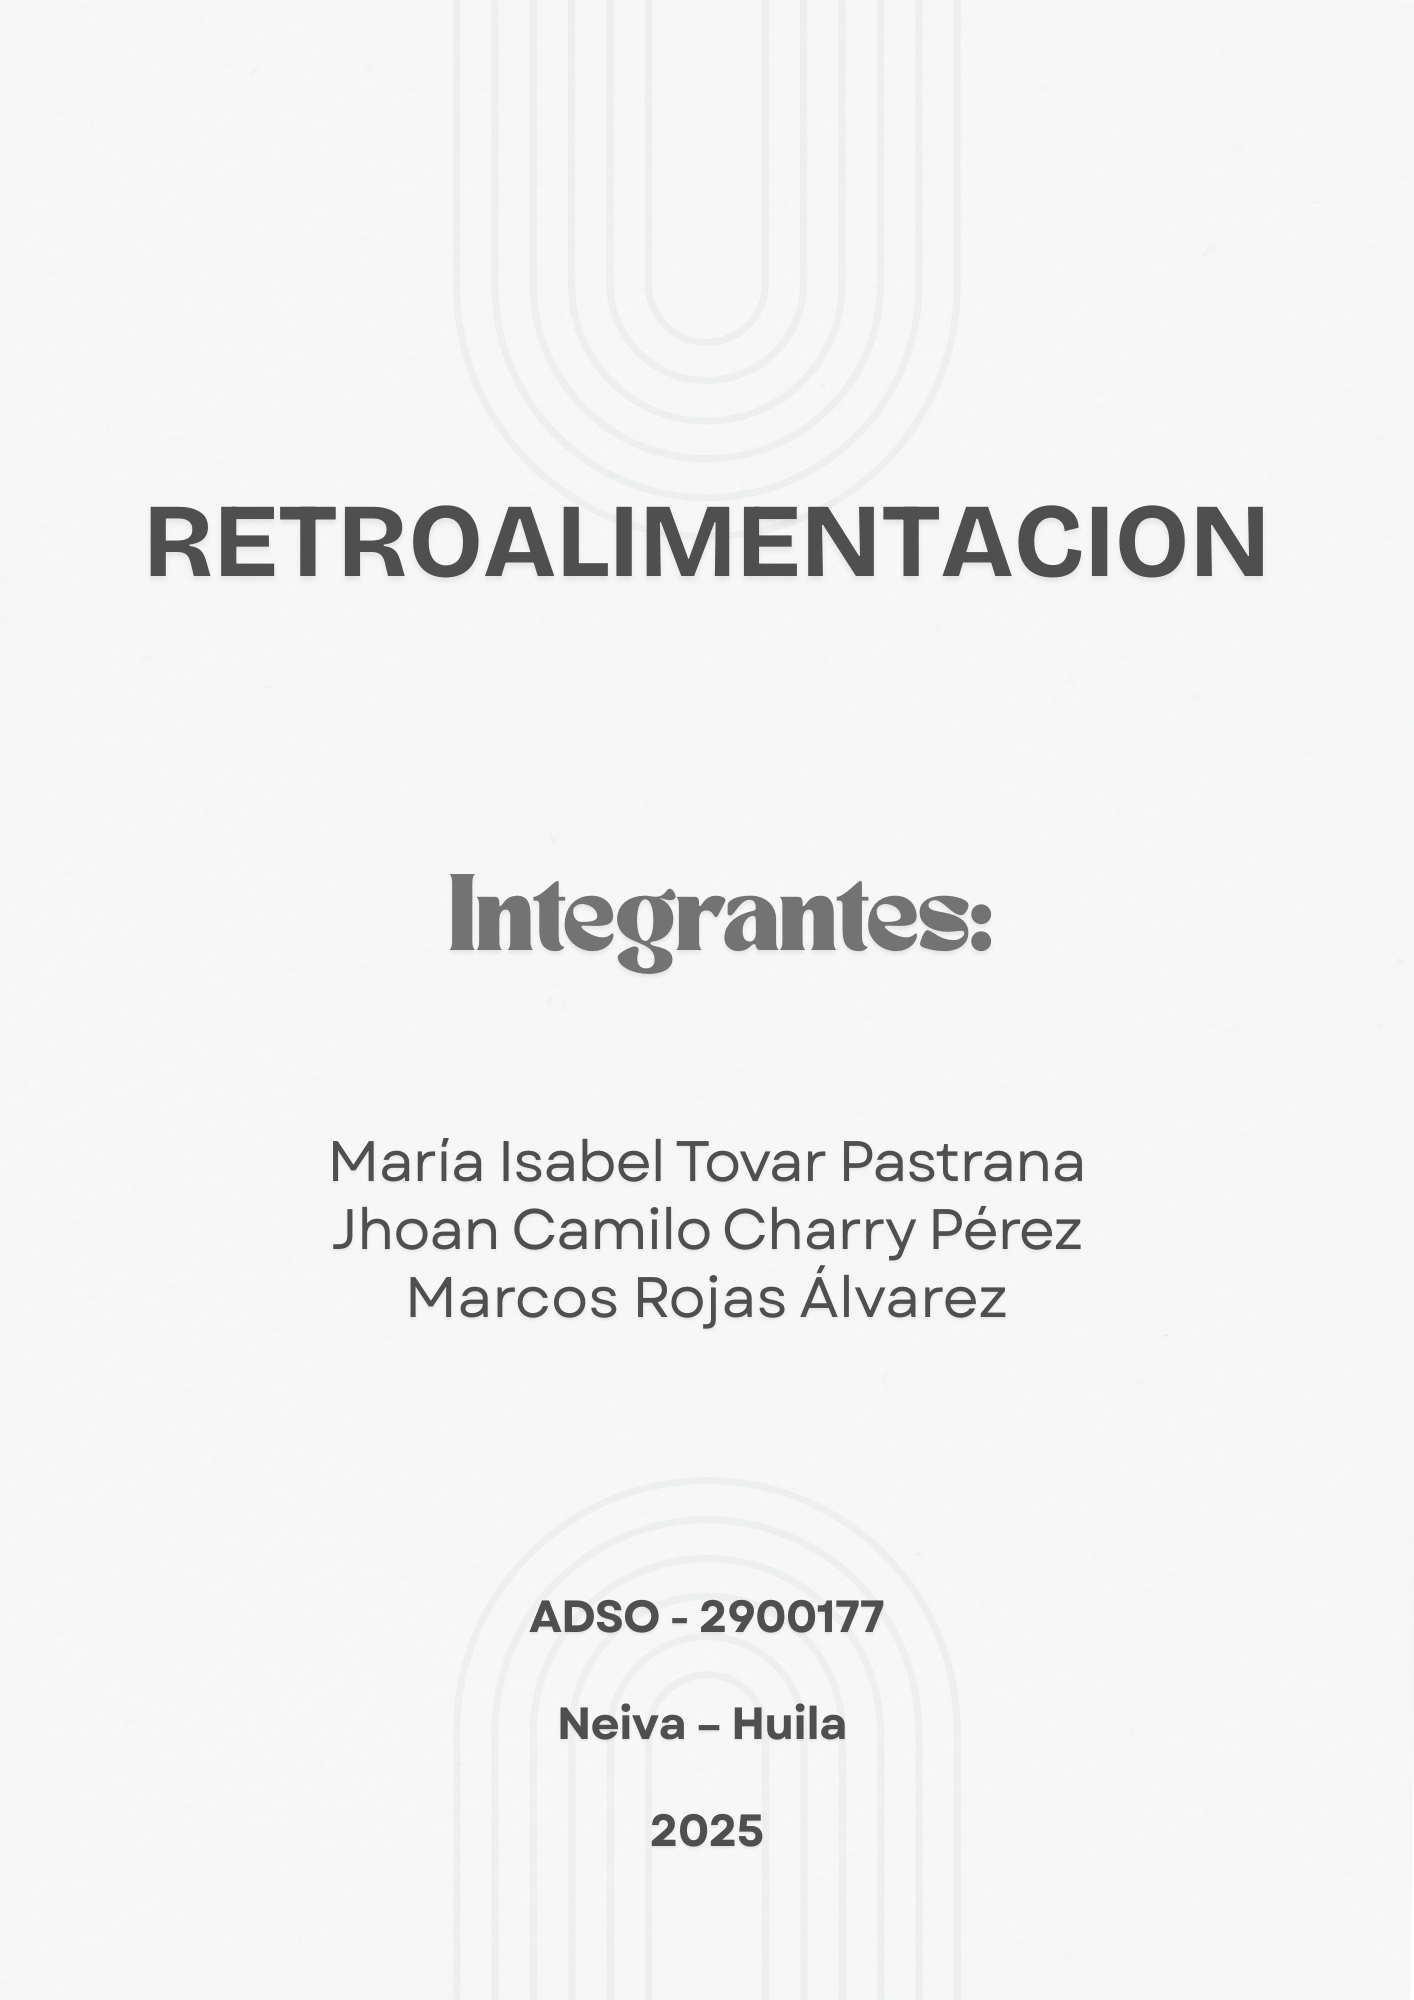 RETROALIMENTACION
Integrantes:
María Isabel Tovar Pastrana
Jhoan Camilo Charry Pérez
Marcos Rojas Álvarez
ADSO - 2900177
Neiva – Huila
2025